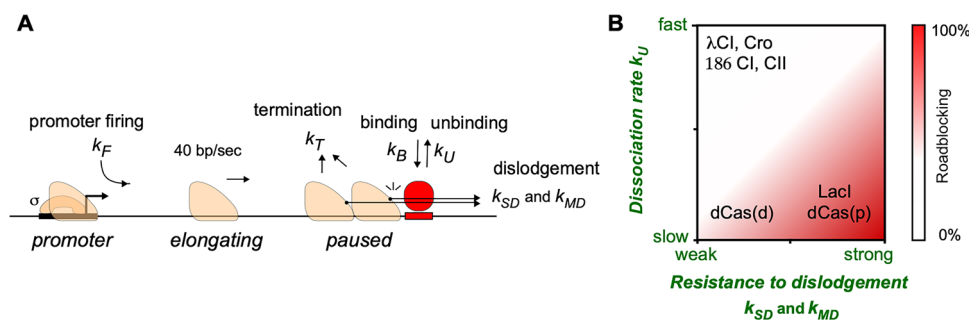 A
promoter firing
k_F
σ
promoter
40 bp/sec
elongating
termination
k_T
paused
binding
k_B
unbinding
k_U
dislodgement
k_SD and k_MD
B
fast
slow
Dissociation rate k_U
λCI, Cro
186 CI, CII
LacI
dCas(d) dCas(p)
weak
strong
Resistance to dislodgement
k_SD and k_MD
100%
Roadblocking
0%